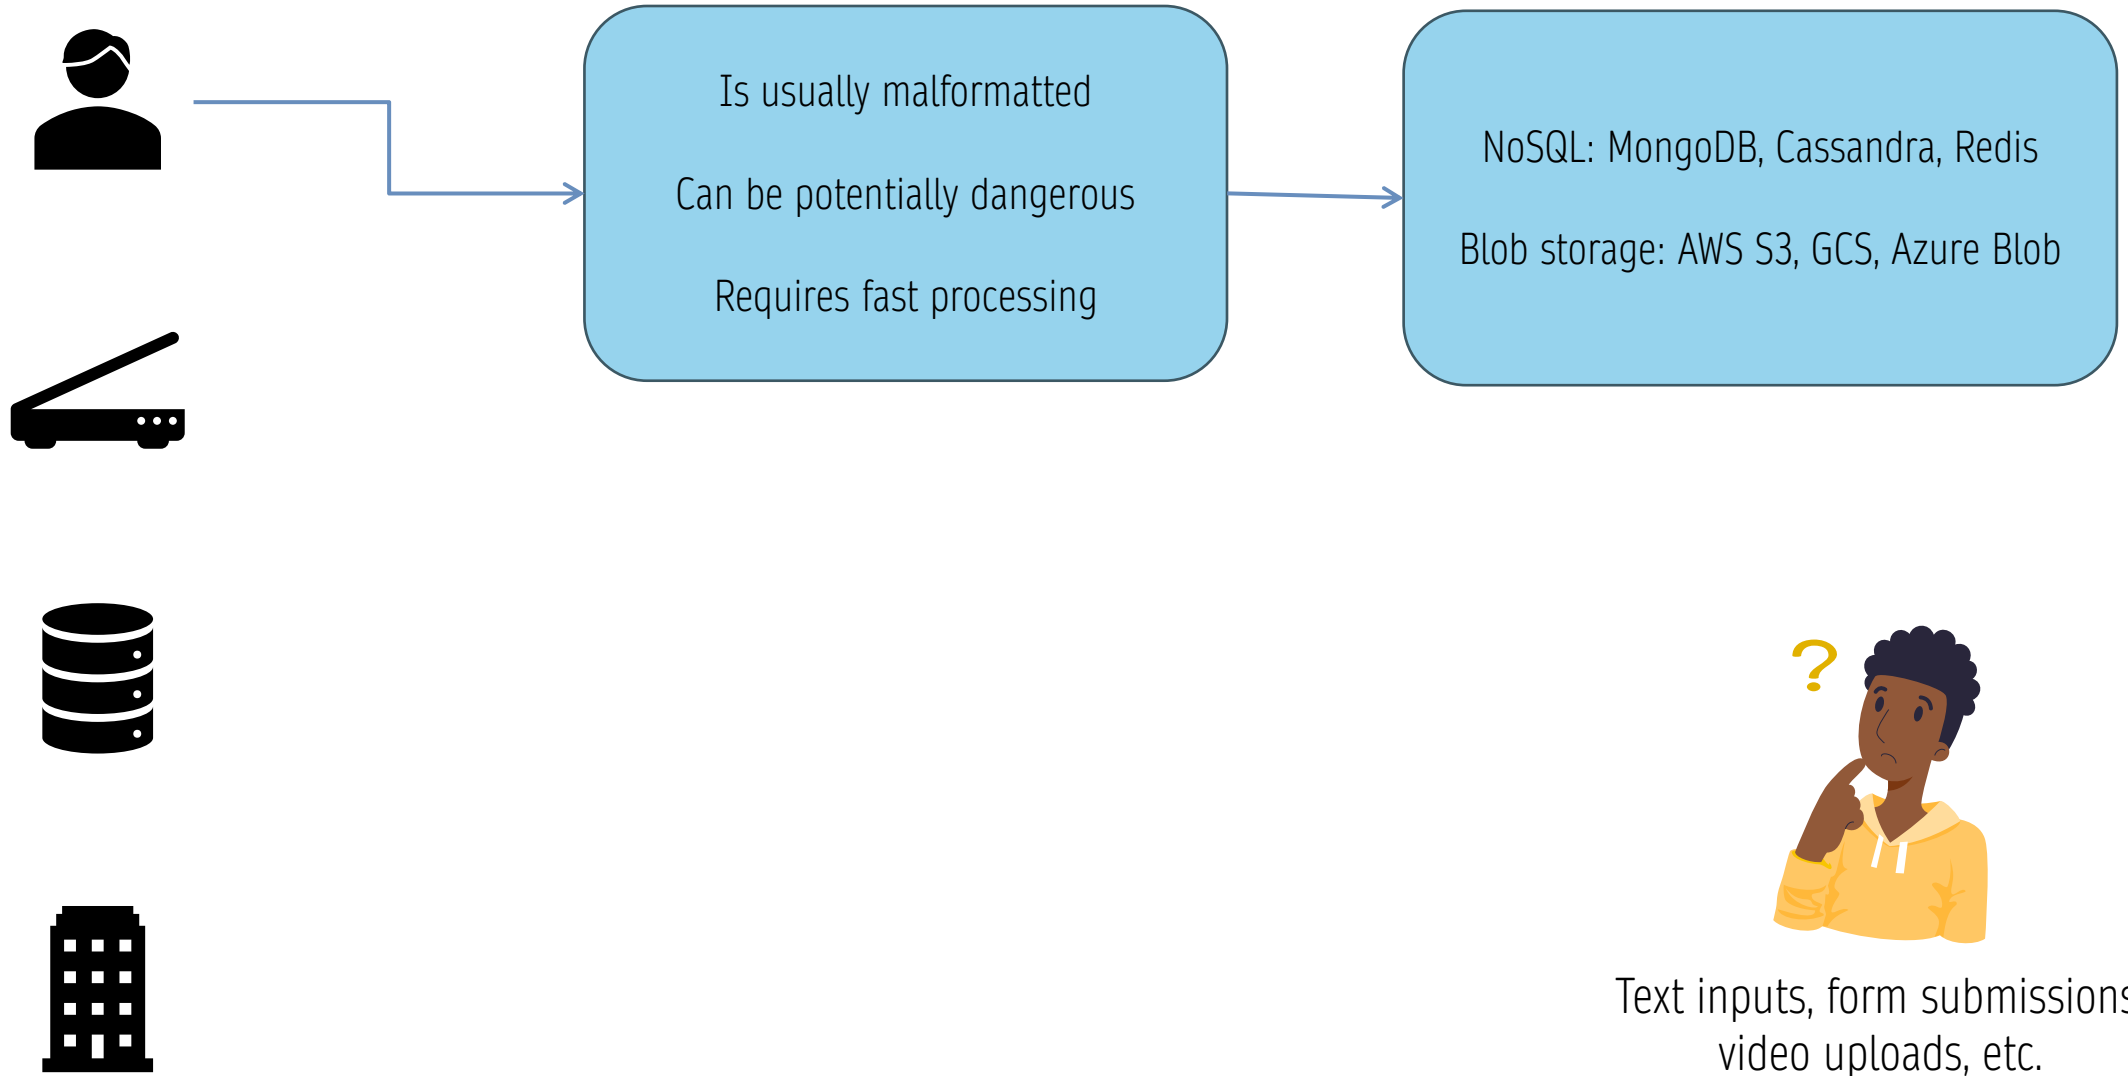 Is usually malformatted
Can be potentially dangerous
Requires fast processing
NoSQL: MongoDB, Cassandra, Redis
Blob storage: AWS S3, GCS, Azure Blob
?
Text inputs, form submissions
video uploads, etc.